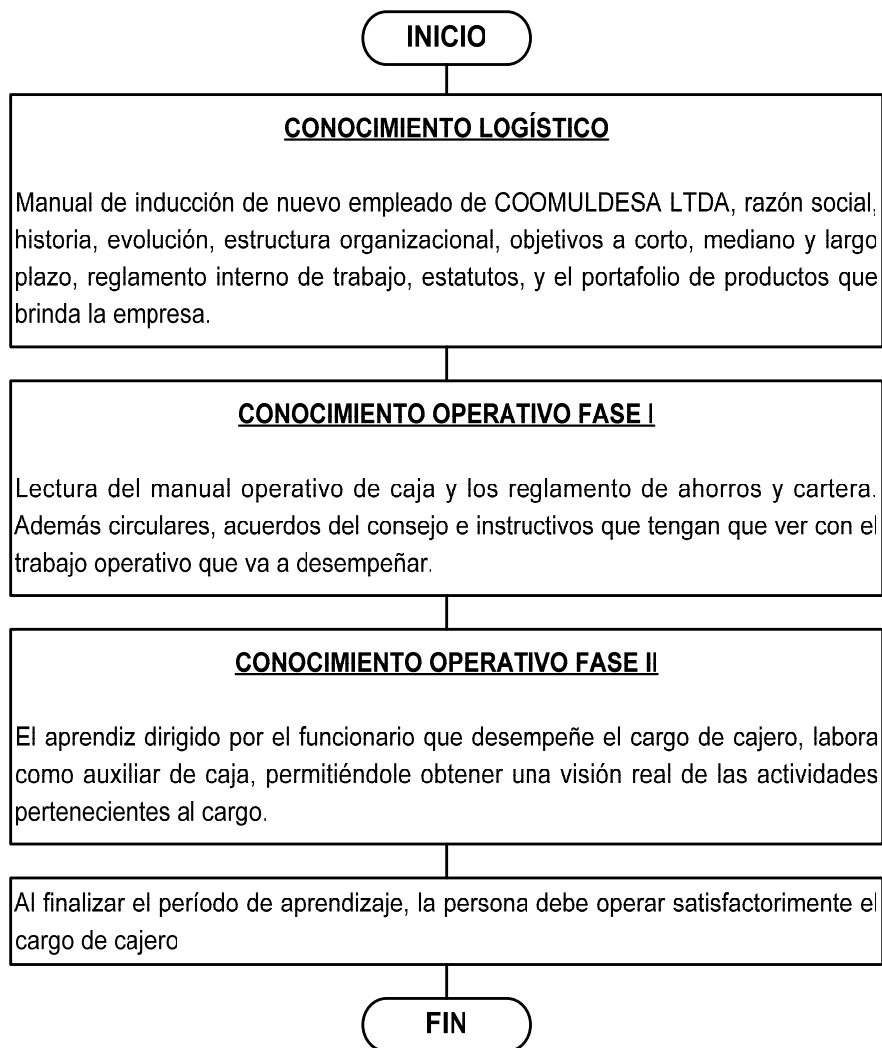 INICIO
CONOCIMIENTO LOGÍSTICO
Manual de inducción de nuevo empleado de COOMULDESA LTDA, razón social,
historia, evolución, estructura organizacional, objetivos a corto, mediano y largo
plazo, reglamento interno de trabajo, estatutos, y el portafolio de productos que
brinda la empresa.
CONOCIMIENTO OPERATIVO FASE I
Lectura del manual operativo de caja y los reglamento de ahorros y cartera.
Además circulares, acuerdos del consejo e instructivos que tengan que ver con el
trabajo operativo que va a desempeñar.
CONOCIMIENTO OPERATIVO FASE II
El aprendiz dirigido por el funcionario que desempeñe el cargo de cajero, labora
como auxiliar de caja, permitiéndole obtener una visión real de las actividades
pertenecientes al cargo.
Al finalizar el período de aprendizaje, la persona debe operar satisfactorimente el
cargo de cajero
FIN